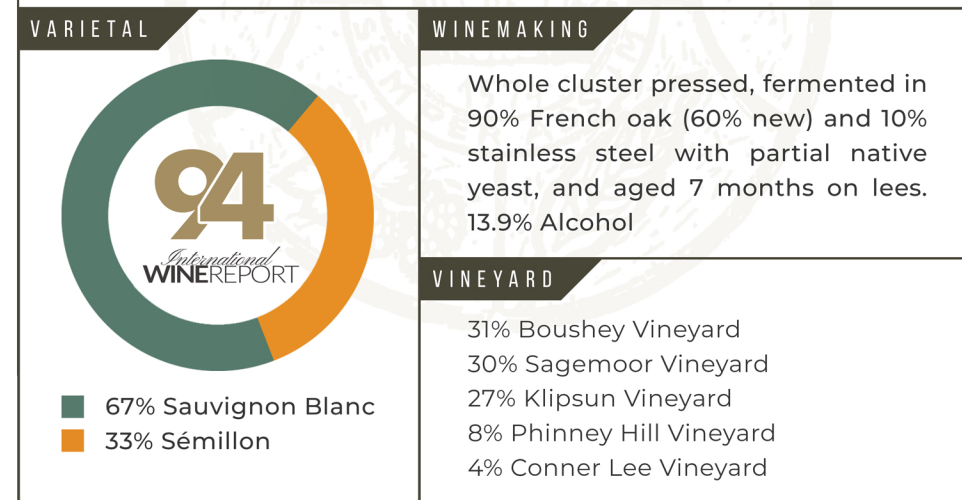 VARIETAL
94
International
WINEREPORT
67% Sauvignon Blanc
33% Sémillon
WINEMAKING
Whole cluster pressed, fermented in
90% French oak (60% new) and 10%
stainless steel with partial native
yeast, and aged 7 months on lees.
13.9% Alcohol
VINEYARD
31% Boushey Vineyard
30% Sagemoor Vineyard
27% Klipsun Vineyard
8% Phinney Hill Vineyard
4% Conner Lee Vineyard